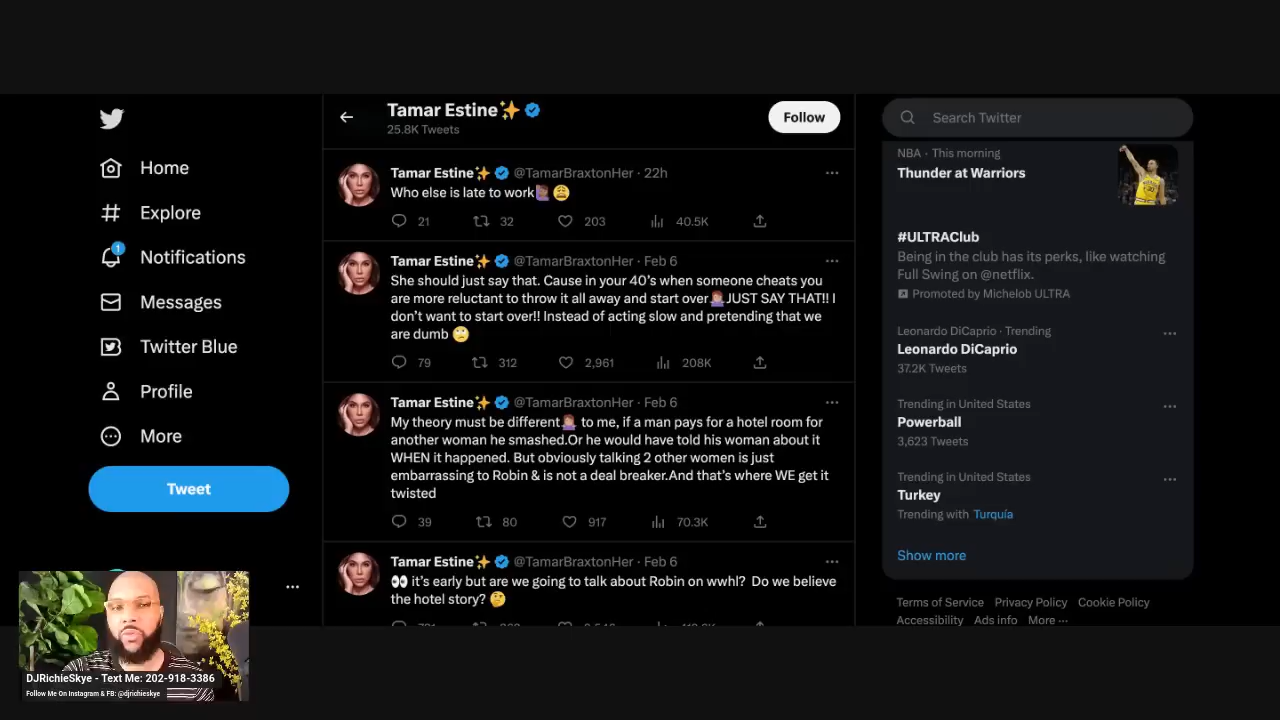 Tamar Estine✨
25.8K Tweets
Follow
Home
Explore
1
Notifications
Messages
Twitter Blue
Profile
More
Tweet
Tamar Estine✨ @TamarBraxtonHer · 22h
Who else is late to work🙋🏽‍♀️😩
21 32 203 40.5K
Tamar Estine✨ @TamarBraxtonHer · Feb 6
She should just say that. Cause in your 40's when someone cheats you
are more reluctant to throw it all away and start over🤷🏽‍♀️JUST SAY THAT!! I
don't want to start over!! Instead of acting slow and pretending that we
are dumb 🙄
79 312 2,961 208K
Tamar Estine✨ @TamarBraxtonHer · Feb 6
My theory must be different🤷🏽‍♀️ to me, if a man pays for a hotel room for
another woman he smashed.Or he would have told his woman about it
WHEN it happened. But obviously talking 2 other women is just
embarrassing to Robin & is not a deal breaker.And that's where WE get it
twisted
39 80 917 70.3K
Tamar Estine✨ @TamarBraxtonHer · Feb 6
👀 it's early but are we going to talk about Robin on wwhl? Do we believe
the hotel story? 🤔
Search Twitter
NBA · This morning
Thunder at Warriors
#ULTRAClub
Being in the club has its perks, like watching
Full Swing on @netflix.
Promoted by Michelob ULTRA
Leonardo DiCaprio · Trending
Leonardo DiCaprio
37.2K Tweets
Trending in United States
Powerball
3,623 Tweets
Trending in United States
Turkey
Trending with Turquía
Show more
Terms of Service Privacy Policy Cookie Policy
Accessibility Ads info More ···
DJRichieSkye - Text Me: 202-918-3386
Follow Me On Instagram & FB: @djrichieskye